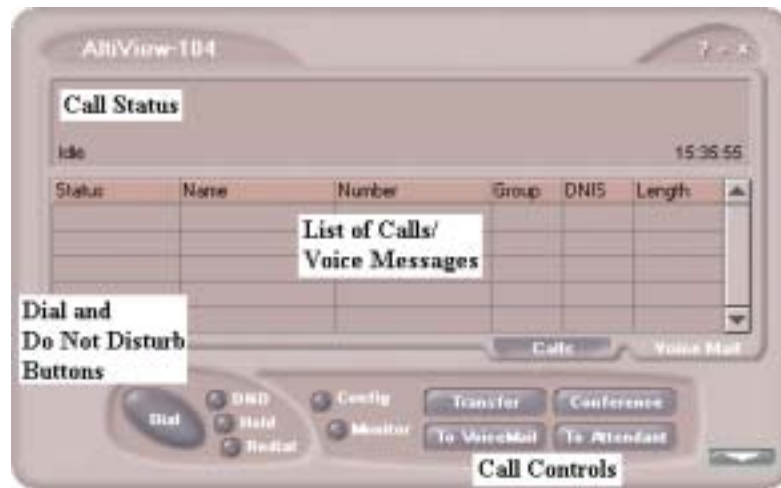 AltiView-104
? - x
Call Status
Idle
15:35:55
Status Name Number Group DNIS Length
List of Calls/
Voice Messages
Dial and
Do Not Disturb
Buttons
Calls Voice Mail
Dial
DND
Hold
Redial
Config
Monitor
Transfer Conference
To VoiceMail To Attendant
Call Controls